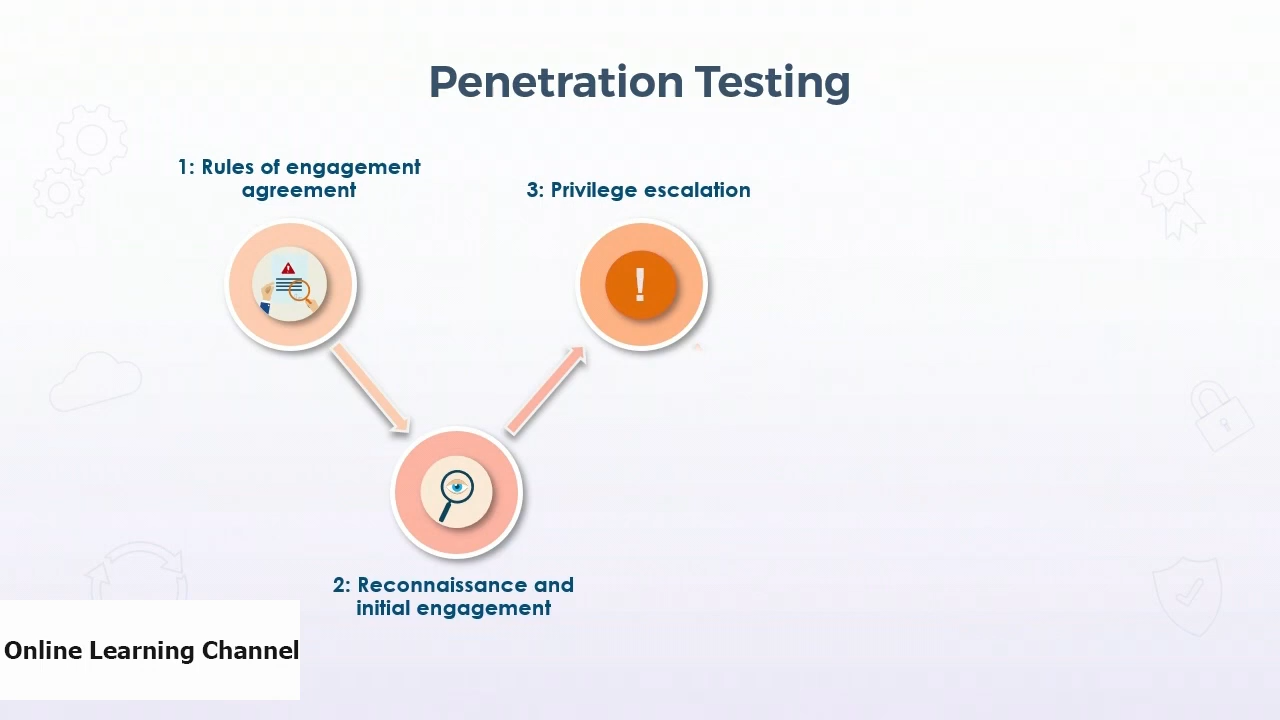 Penetration Testing
1: Rules of engagement
agreement
3: Privilege escalation
!
2: Reconnaissance and
initial engagement
Online Learning Channel